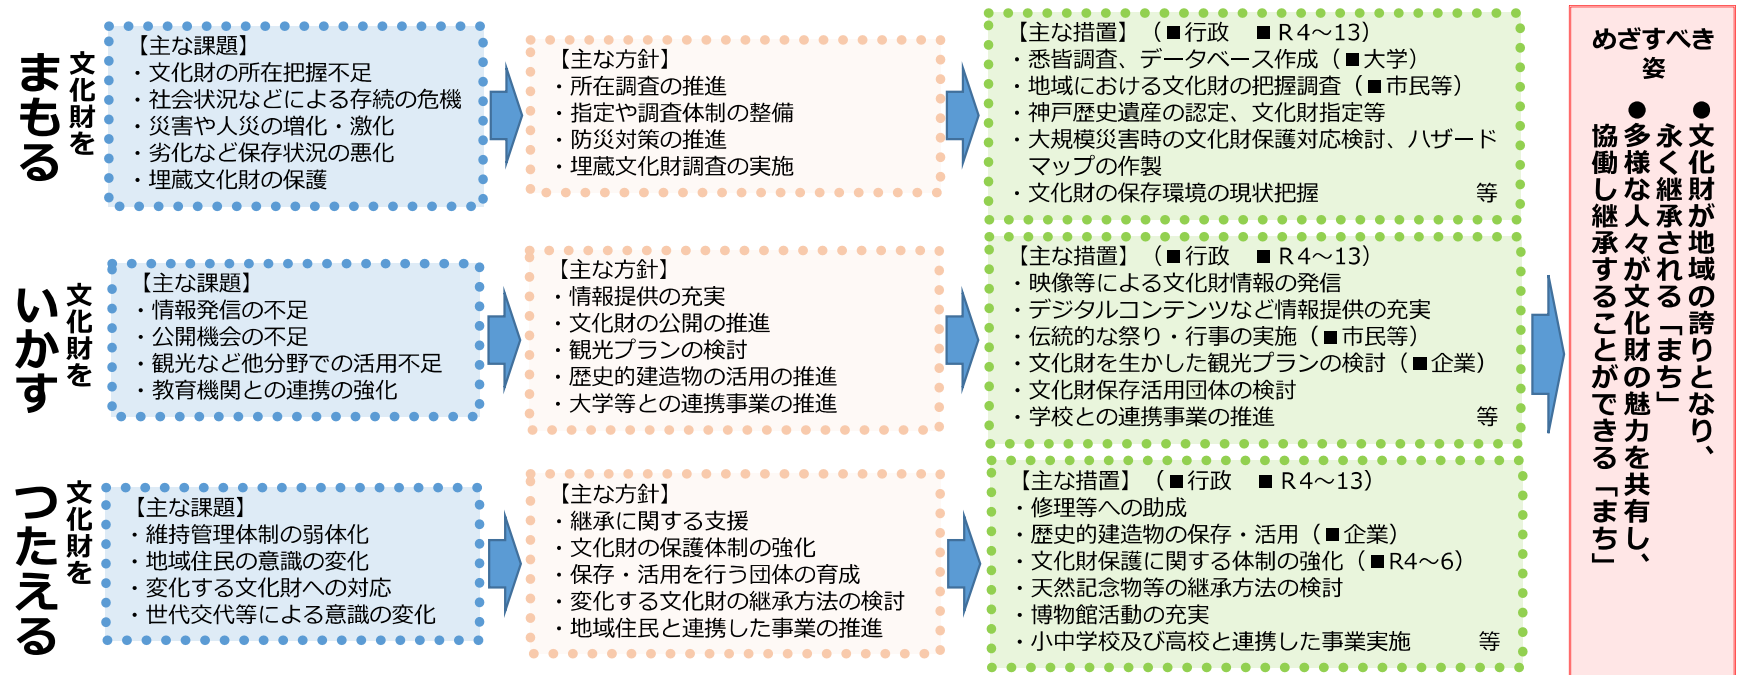 文化財を
まもる
【主な課題】
・文化財の所在把握不足
・社会状況などによる存続の危機
・災害や人災の増化・激化
・劣化など保存状況の悪化
・埋蔵文化財の保護
【主な方針】
・所在調査の推進
・指定や調査体制の整備
・防災対策の推進
・埋蔵文化財調査の実施
【主な措置】（■行政　■R4～13）
・悉皆調査、データベース作成（■大学）
・地域における文化財の把握調査（■市民等）
・神戸歴史遺産の認定、文化財指定等
・大規模災害時の文化財保護対応検討、ハザード
マップの作製
・文化財の保存環境の現状把握　等
文化財を
いかす
【主な課題】
・情報発信の不足
・公開機会の不足
・観光など他分野での活用不足
・教育機関との連携の強化
【主な方針】
・情報提供の充実
・文化財の公開の推進
・観光プランの検討
・歴史的建造物の活用の推進
・大学等との連携事業の推進
【主な措置】（■行政　■R4～13）
・映像等による文化財情報の発信
・デジタルコンテンツなど情報提供の充実
・伝統的な祭り・行事の実施（■市民等）
・文化財を生かした観光プランの検討（■企業）
・文化財保存活用団体の検討
・学校との連携事業の推進　等
文化財を
つたえる
【主な課題】
・維持管理体制の弱体化
・地域住民の意識の変化
・変化する文化財への対応
・世代交代等による意識の変化
【主な方針】
・継承に関する支援
・文化財の保護体制の強化
・保存・活用を行う団体の育成
・変化する文化財の継承方法の検討
・地域住民と連携した事業の推進
【主な措置】（■行政　■R4～13）
・修理等への助成
・歴史的建造物の保存・活用（■企業）
・文化財保護に関する体制の強化（■R4～6）
・天然記念物等の継承方法の検討
・博物館活動の充実
・小中学校及び高校と連携した事業実施　等
めざすべき
姿
●文化財が地域の誇りとなり、
永く継承される「まち」
●多様な人々が文化財の魅力を共有し、
協働し継承することができる「まち」